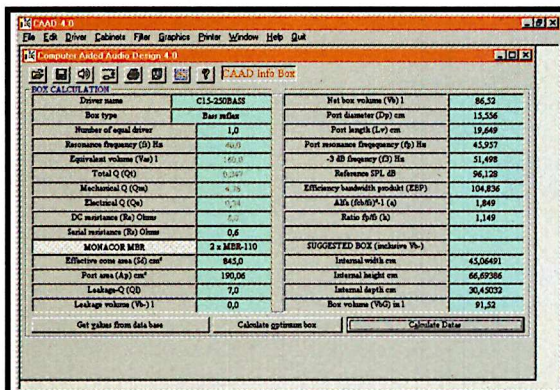 CAAD 4.0
File Edit Driver Cabinets Filter Graphics Printer Window Help Quit
Computer Aided Audio Design 4.0
CAAD Info Box
BOX CALCULATION
Driver name C15-250BASS Net box volume (Vb) l 86,52
Box type Bass reflex Port diameter (Dp) cm 15,556
Number of equal driver 1,0 Port length (Lv) cm 19,649
Resonance frequency (fs) Hz Port resonance freqequency (fp) Hz 45,957
Equivalent volume (Vas) l -3 dB frequency (f3) Hz 51,498
Total Q (Qt) Reference SPL dB 96,128
Mechanical Q (Qm) Efficiency bandwidth produkt (EBP) 104,836
Electrical Q (Qe) Alfa (fcb/fs)²-1 (a) 1,849
DC resistance (Re) Ohms Ratio fp/fs (h) 1,149
Serial resistance (Rs) Ohms 0,6
MONACOR MBR 2 x MBR-110 SUGGESTED BOX (inclusive Vb-)
Effective cone area (Sd) cm² 845,0 Internal width cm 45,06491
Port area (Ap) cm² 190,06 Internal height cm 66,69386
Leakage-Q (Ql) 7,0 Internal depth cm 30,45032
Leakage volume (Vb-) l 0,0 Box volume (VbG) in l 91,52
Get values from data base Calculate optimum box Calculate Datas